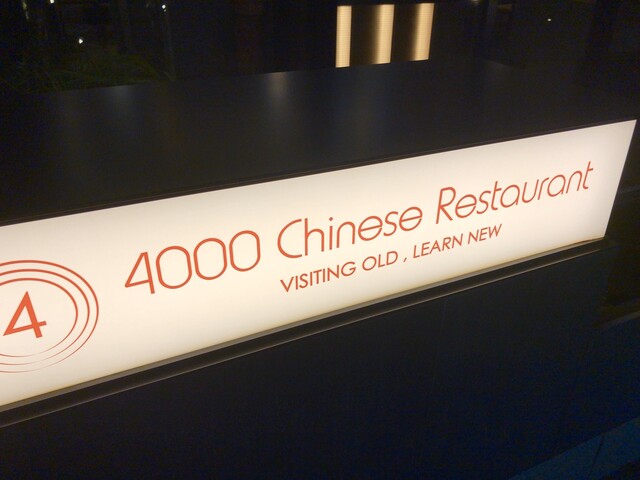 4
4000 Chinese Restaurant
VISITING OLD , LEARN NEW